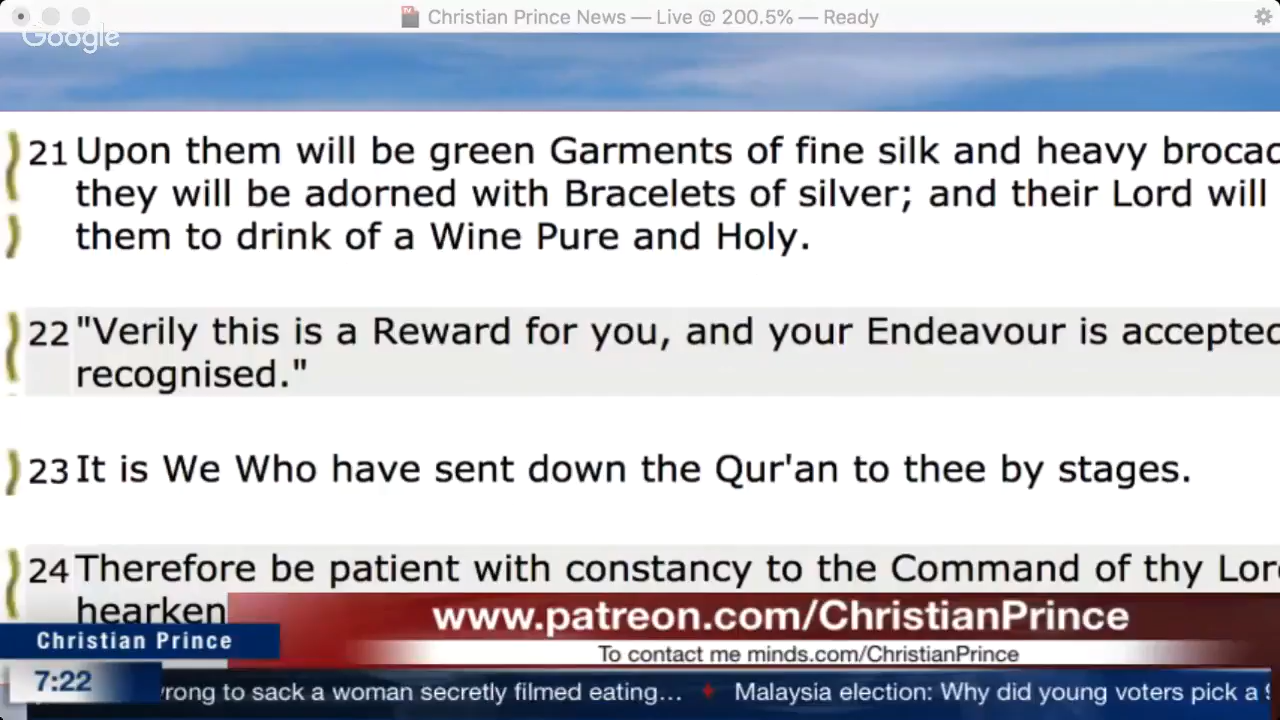 Christian Prince News — Live @ 200.5% — Ready
Google
21 Upon them will be green Garments of fine silk and heavy
they will be adorned with Bracelets of silver; and their Lord will
them to drink of a Wine Pure and Holy.
22 "Verily this is a Reward for you, and your Endeavour is accepted
recognised."
23 It is We Who have sent down the Qur'an to thee by stages.
24 Therefore be patient with constancy to the Command of thy
hearken
www.patreon.com/ChristianPrince
Christian Prince
To contact me minds.com/ChristianPrince
7:22
to sack a woman secretly filmed eating... ♦ Malaysia election: Why did young voters pick a